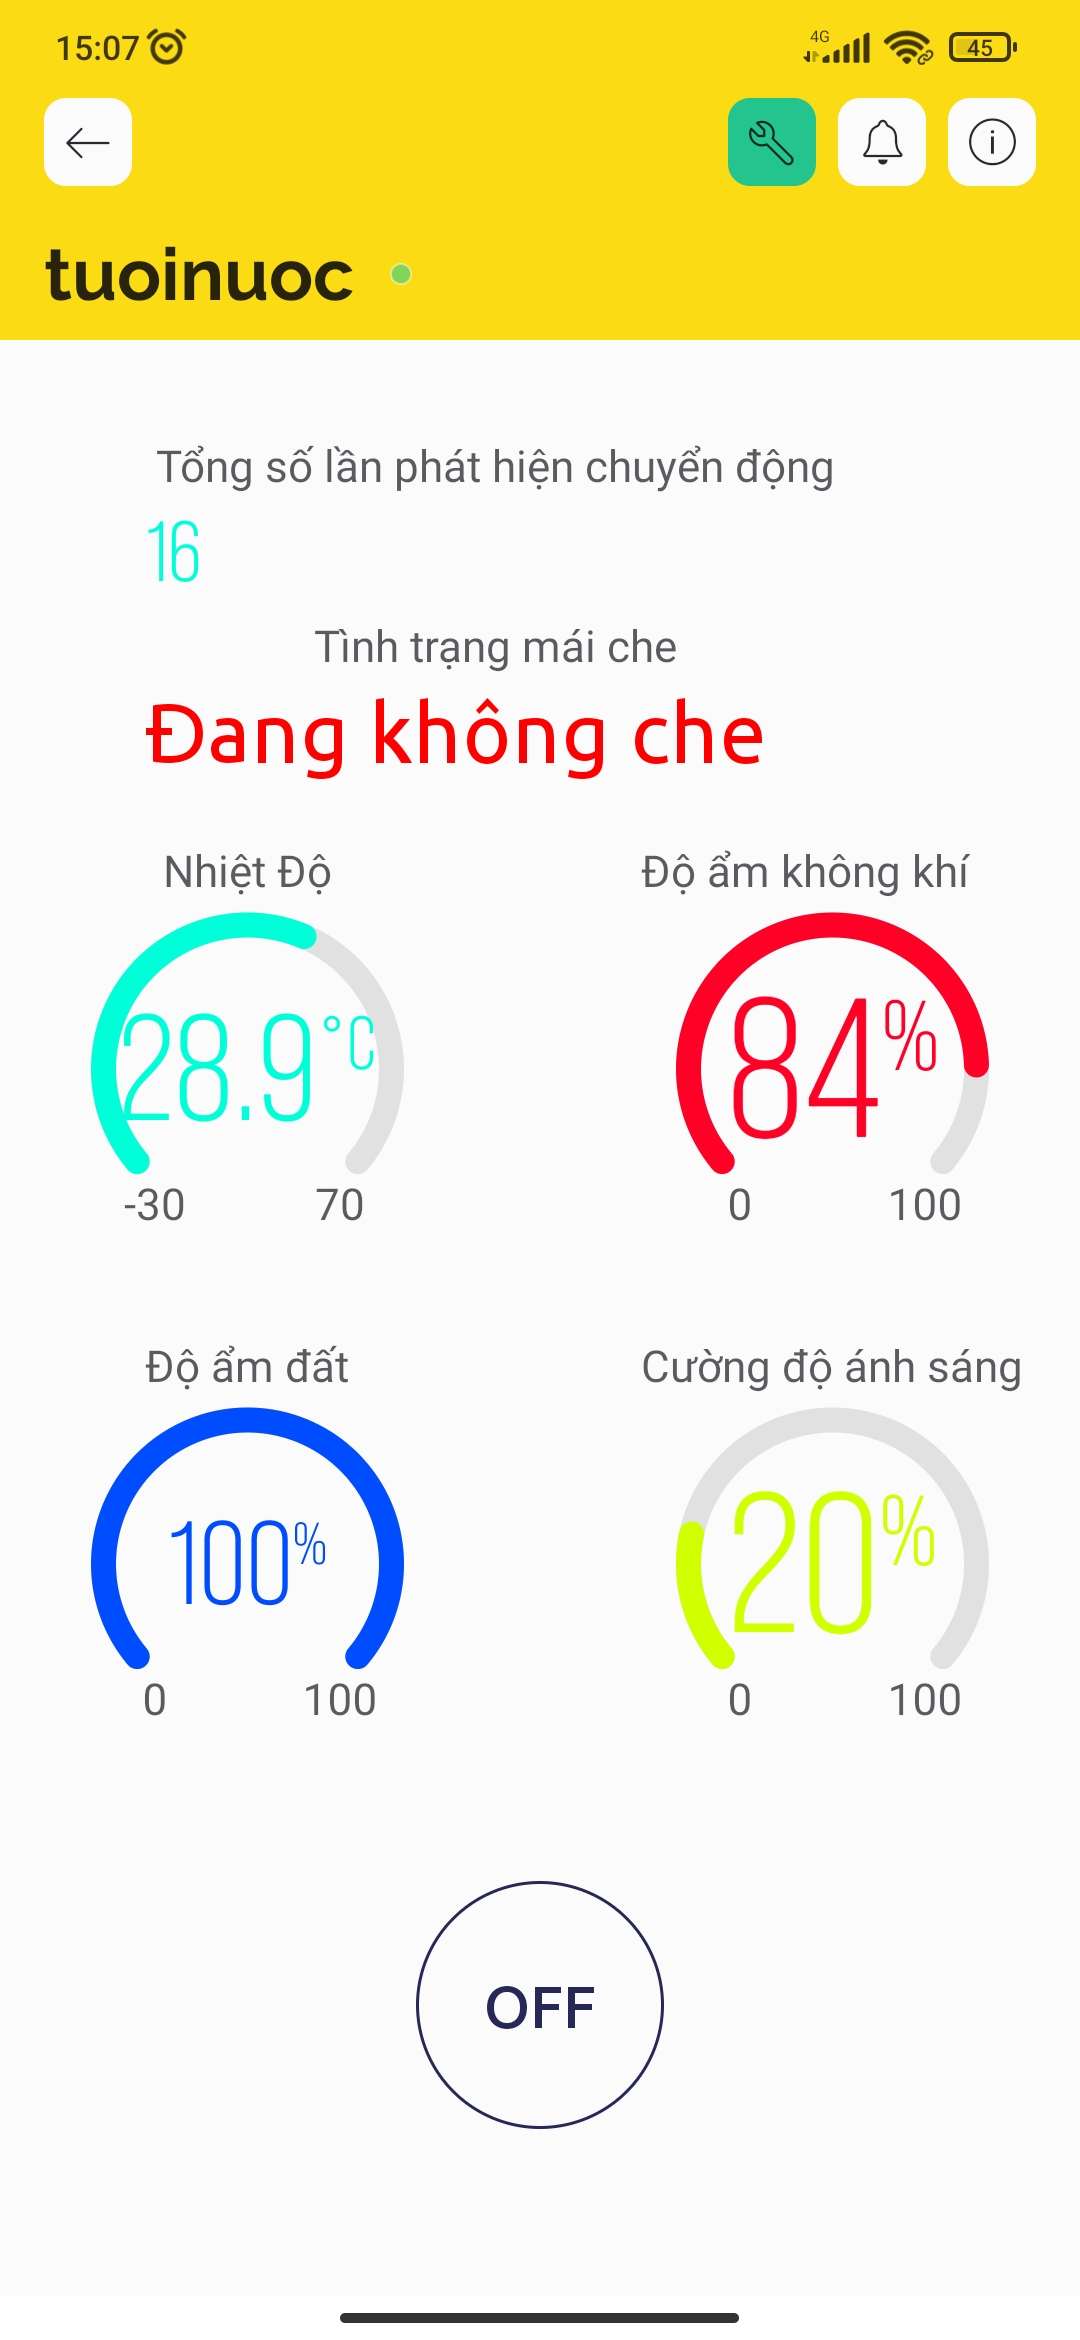 15:07
4G
45
tuoinuoc
Tổng số lần phát hiện chuyển động
16
Tình trạng mái che
Đang không che
Nhiệt Độ
Độ ẩm không khí
28.9°C
84%
-30
70
0
100
Độ ẩm đất
Cường độ ánh sáng
100%
20%
0
100
0
100
OFF